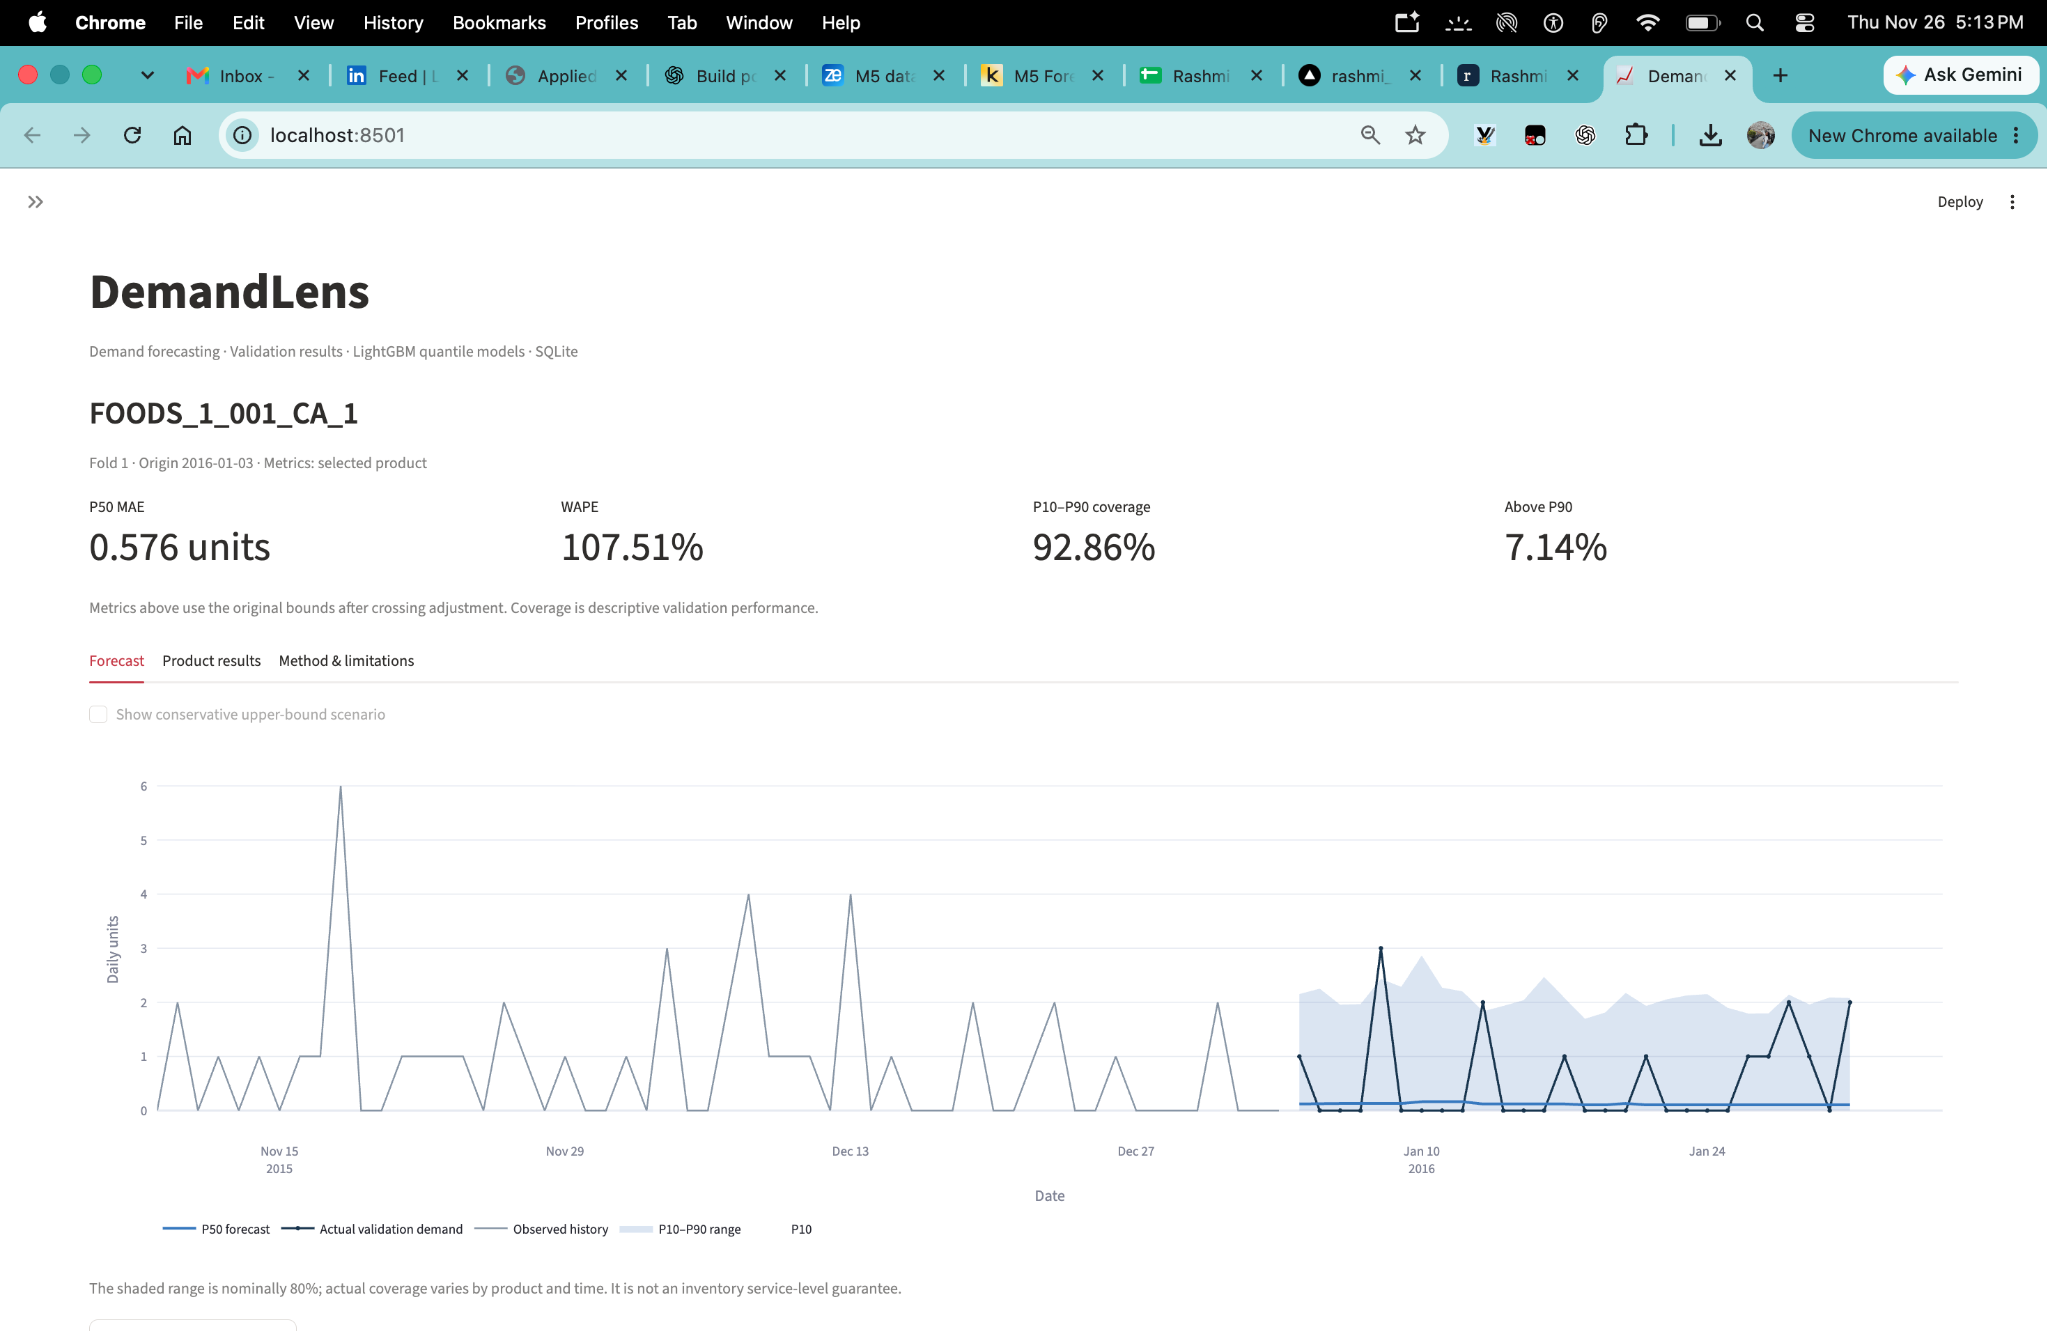 Chrome File Edit View History Bookmarks Profiles Tab Window Help Thu Nov 26 5:13 PM
Inbox - Feed | L Applied Build po M5 data M5 Fore Rashmi rashmi_ Rashmi Deman Ask Gemini
localhost:8501 New Chrome available
Deploy
DemandLens
Demand forecasting · Validation results · LightGBM quantile models · SQLite
FOODS_1_001_CA_1
Fold 1 · Origin 2016-01-03 · Metrics: selected product
P50 MAE WAPE P10–P90 coverage Above P90
0.576 units 107.51% 92.86% 7.14%
Metrics above use the original bounds after crossing adjustment. Coverage is descriptive validation performance.
Forecast Product results Method & limitations
Show conservative upper-bound scenario
6
5
4
3
2
1
0
Daily units
Nov 15 Nov 29 Dec 13 Dec 27 Jan 10 Jan 24
2015 2016
Date
P50 forecast Actual validation demand Observed history P10–P90 range P10
The shaded range is nominally 80%; actual coverage varies by product and time. It is not an inventory service-level guarantee.